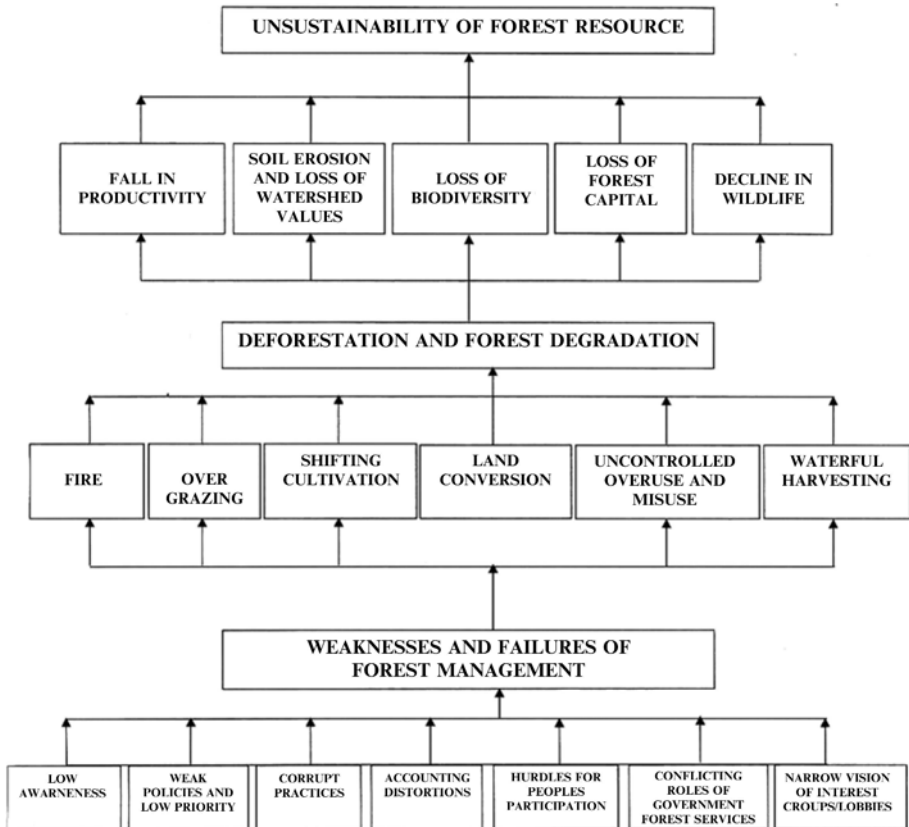 UNSUSTAINABILITY OF FOREST RESOURCE
FALL IN
PRODUCTIVITY
SOIL EROSION
AND LOSS OF
WATERSHED
VALUES
LOSS OF
BIODIVERSITY
LOSS OF
FOREST
CAPITAL
DECLINE IN
WILDLIFE
DEFORESTATION AND FOREST DEGRADATION
FIRE
OVER
GRAZING
SHIFTING
CULTIVATION
LAND
CONVERSION
UNCONTROLLED
OVERUSE AND
MISUSE
WATERFUL
HARVESTING
WEAKNESSES AND FAILURES OF
FOREST MANAGEMENT
LOW
AWARNENESS
WEAK
POLICIES AND
LOW PRIORITY
CORRUPT
PRACTICES
ACCOUNTING
DISTORTIONS
HURDLES FOR
PEOPLES
PARTICIPATION
CONFLICTING
ROLES OF
GOVERNMENT
FOREST SERVICES
NARROW VISION
OF INTEREST
CROUPS/LOBBIES